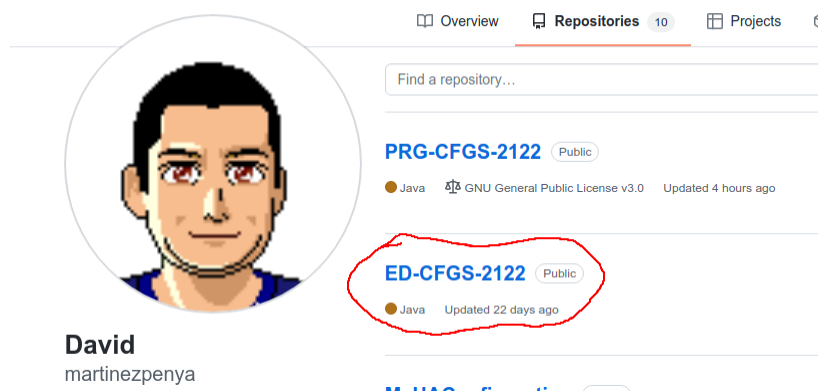 Overview Repositories 10 Projects
Find a repository…
PRG-CFGS-2122 Public
Java GNU General Public License v3.0 Updated 4 hours ago
ED-CFGS-2122 Public
Java Updated 22 days ago
David
martinezpenya